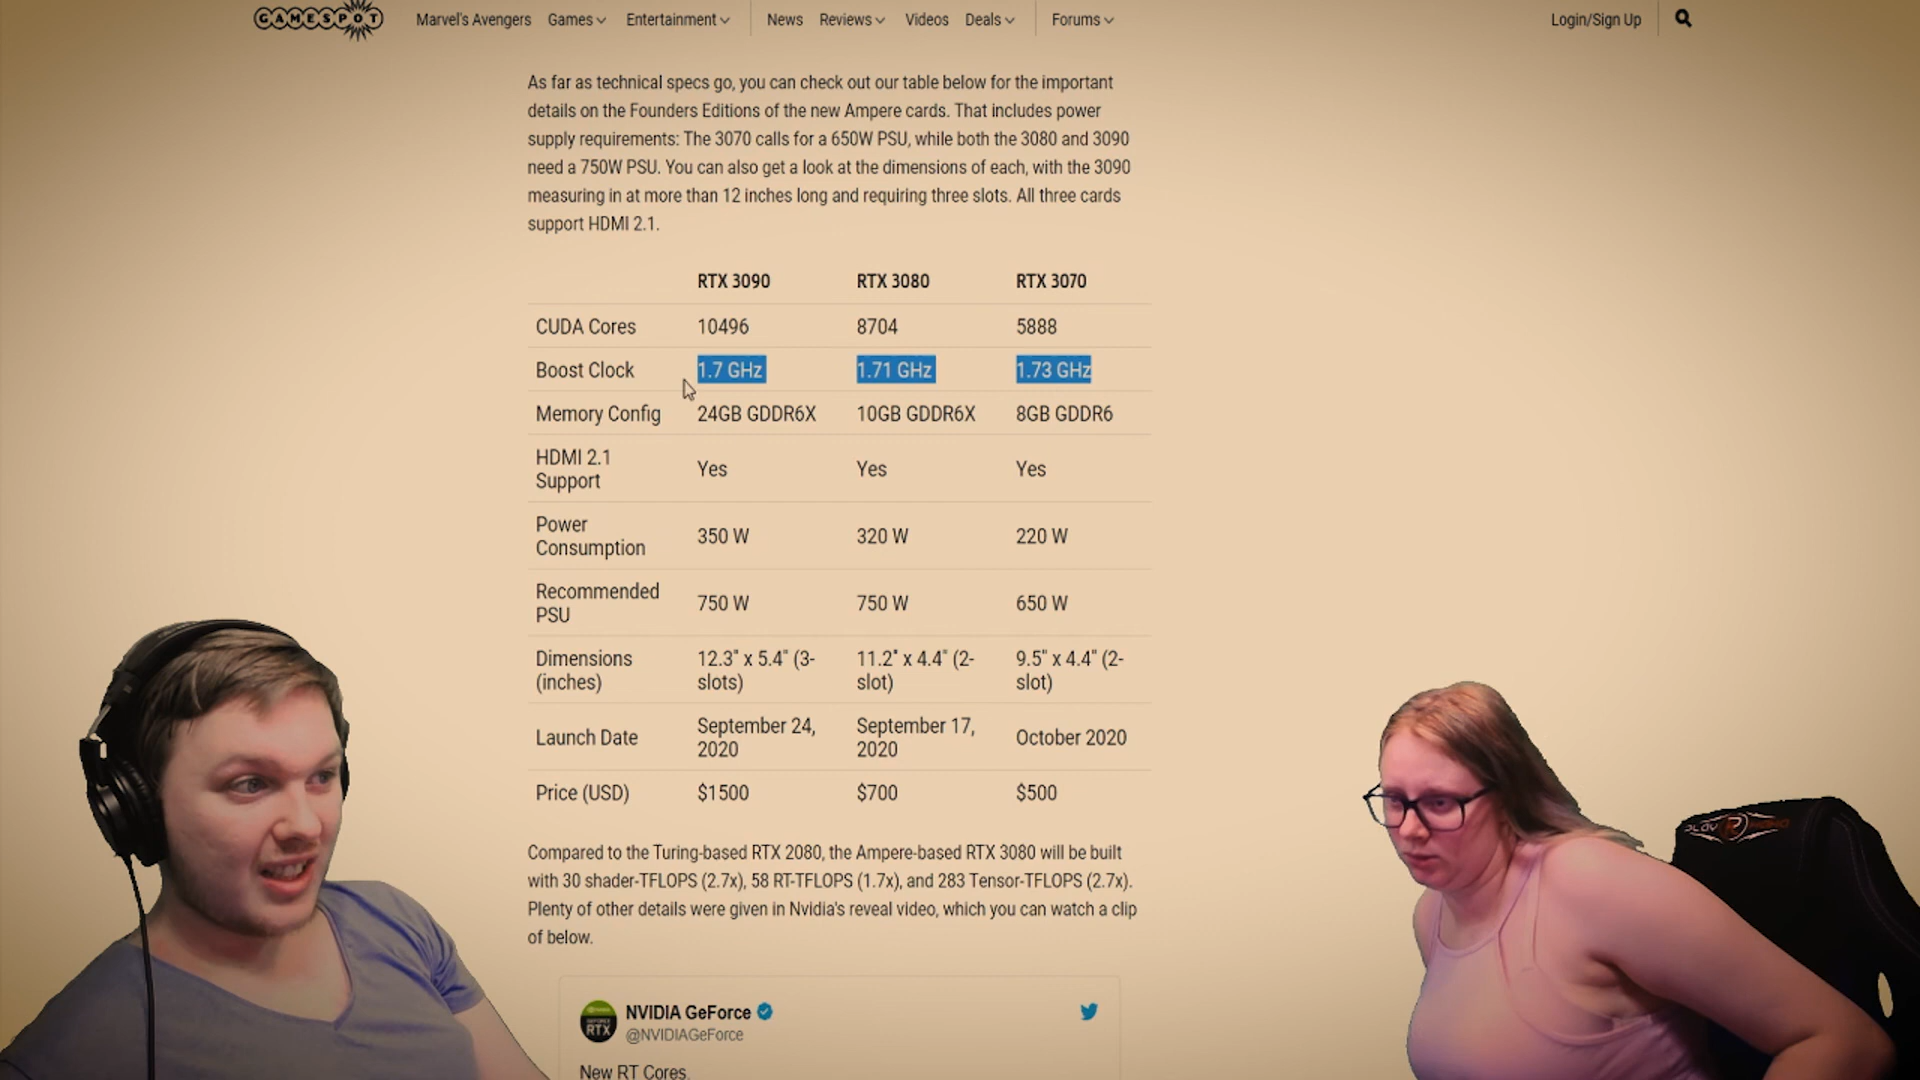 GAMESPOT Marvel's Avengers Games Entertainment News Reviews Videos Deals Forums Login/Sign Up
As far as technical specs go, you can check out our table below for the important
details on the Founders Editions of the new Ampere cards. That includes power
supply requirements: The 3070 calls for a 650W PSU, while both the 3080 and 3090
need a 750W PSU. You can also get a look at the dimensions of each, with the 3090
measuring in at more than 12 inches long and requiring three slots. All three cards
support HDMI 2.1.
RTX 3090 RTX 3080 RTX 3070
CUDA Cores 10496 8704 5888
Boost Clock 1.7 GHz 1.71 GHz 1.73 GHz
Memory Config 24GB GDDR6X 10GB GDDR6X 8GB GDDR6
HDMI 2.1
Support Yes Yes Yes
Power
Consumption 350 W 320 W 220 W
Recommended
PSU 750 W 750 W 650 W
Dimensions 12.3" x 5.4" (3- 11.2" x 4.4" (2- 9.5" x 4.4" (2-
(inches) slots) slot) slot)
Launch Date September 24, September 17, October 2020
2020 2020
Price (USD) $1500 $700 $500
Compared to the Turing-based RTX 2080, the Ampere-based RTX 3080 will be built
with 30 shader-TFLOPS (2.7x), 58 RT-TFLOPS (1.7x), and 283 Tensor-TFLOPS (2.7x).
Plenty of other details were given in Nvidia's reveal video, which you can watch a clip
of below.
RTX
NVIDIA GeForce
@NVIDIAGeForce
New RT Cores.